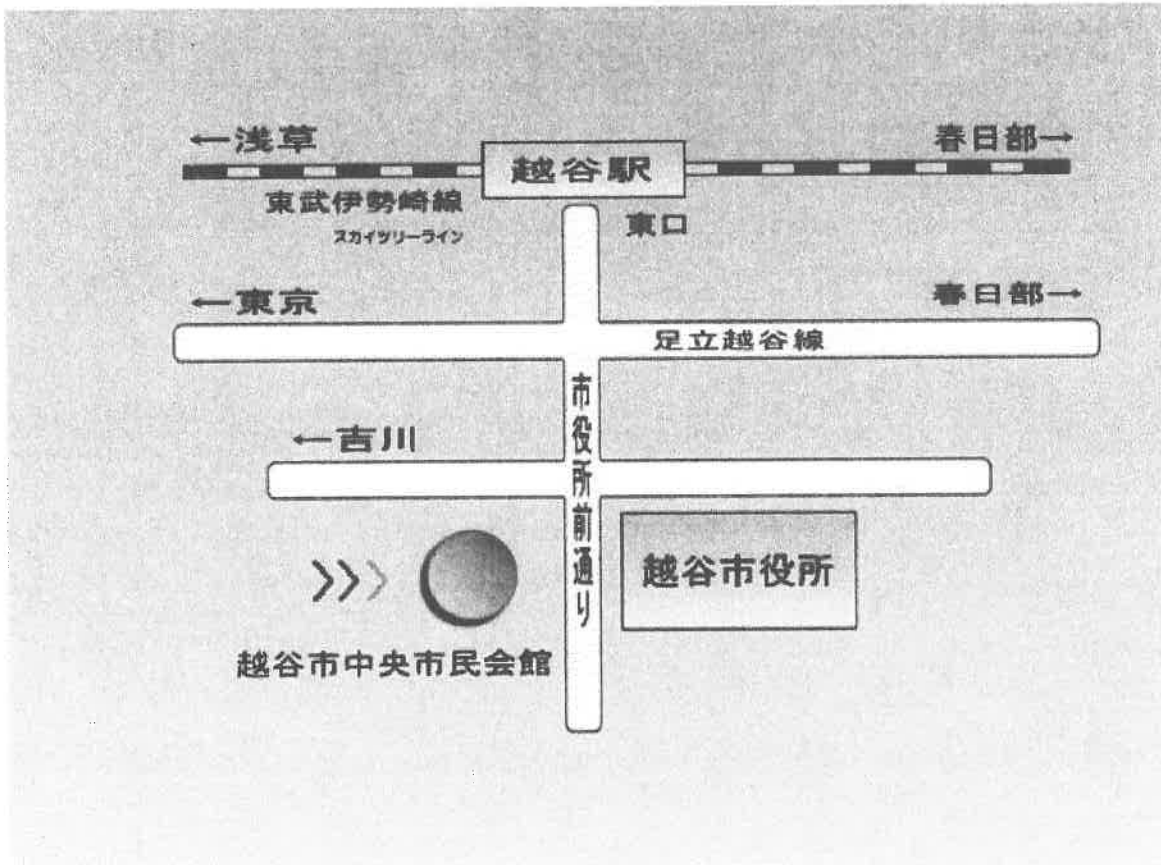 ←浅草
春日部→
越谷駅
東武伊勢崎線
スカイツリーライン
東口
←東京
春日部→
足立越谷線
市役所前通り
←吉川
越谷市役所
越谷市中央市民会館